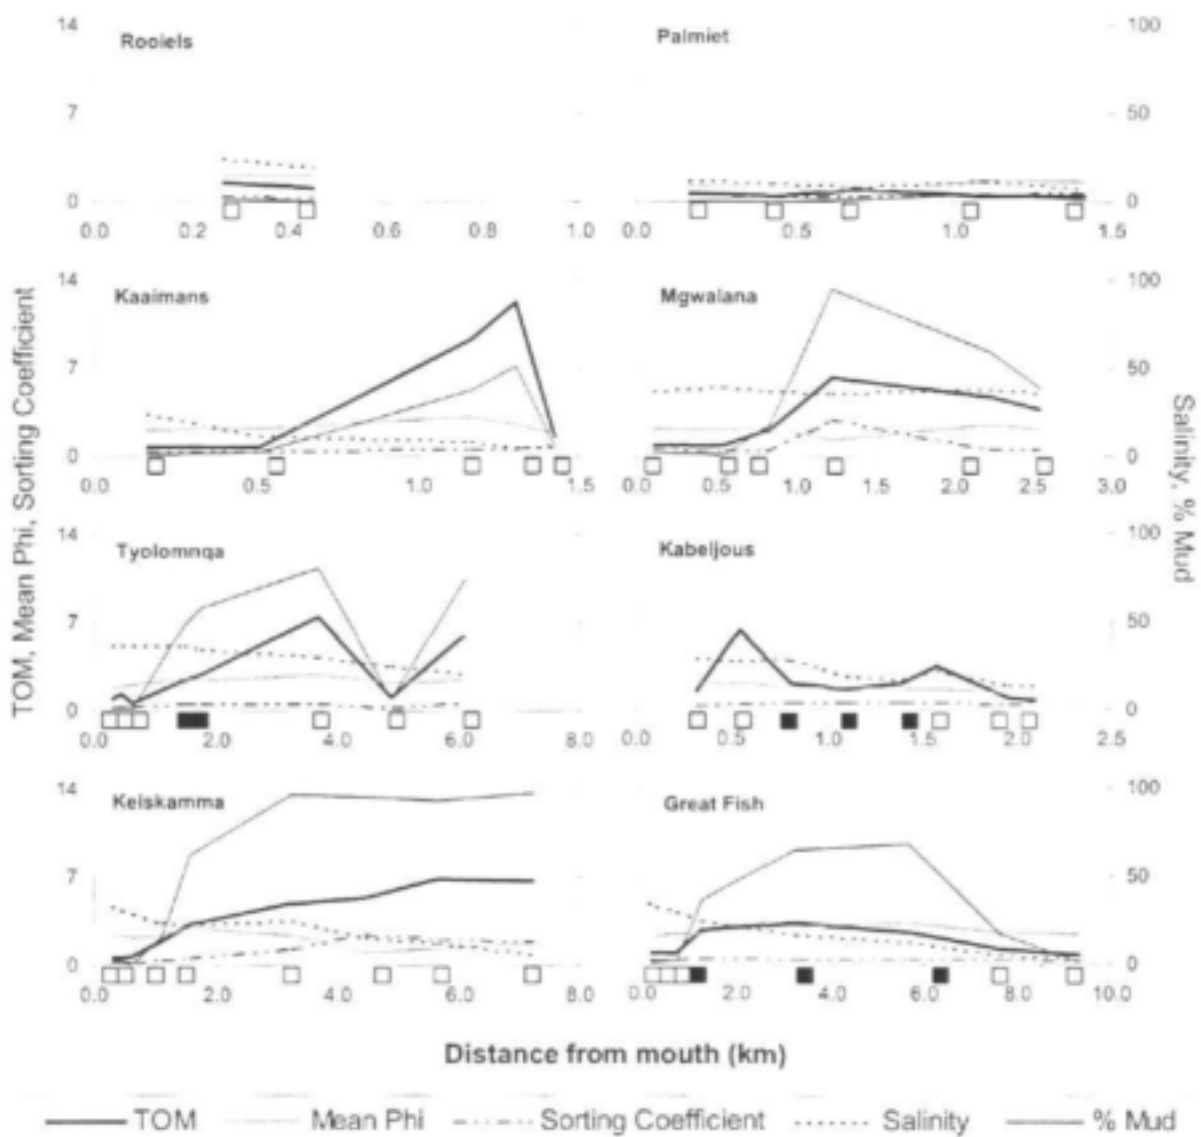 14
Rooiels
7
0
0.0 0.2 0.4 0.6 0.8 1.0
Palmiet
100
50
0
0.0 0.5 1.0 1.5
14
Kaaimans
7
0
0.0 0.5 1.0 1.5
Mgwalana
100
50
0
0.0 0.5 1.0 1.5 2.0 2.5 3.0
14
Tyolomnqa
7
0
0.0 2.0 4.0 6.0 8.0
Kabeljous
100
50
0
0.0 0.5 1.0 1.5 2.0 2.5
14
Keiskamma
7
0
0.0 2.0 4.0 6.0 8.0
Great Fish
100
50
0
0.0 2.0 4.0 6.0 8.0 10.0
TOM, Mean Phi, Sorting Coefficient
Salinity, % Mud
Distance from mouth (km)
TOM Mean Phi Sorting Coefficient Salinity % Mud